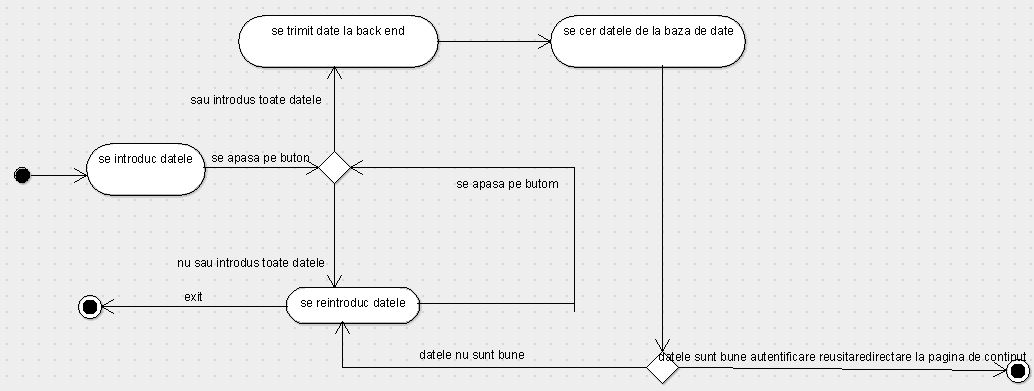 se trimit date la back end
se cer datele de la baza de date
sau introdus toate datele
se introduc datele
se apasa pe buton
se apasa pe butom
nu sau introdus toate datele
exit
se reintroduc datele
datele nu sunt bune
datele sunt bune autentificare reusitaredirectare la pagina de continut